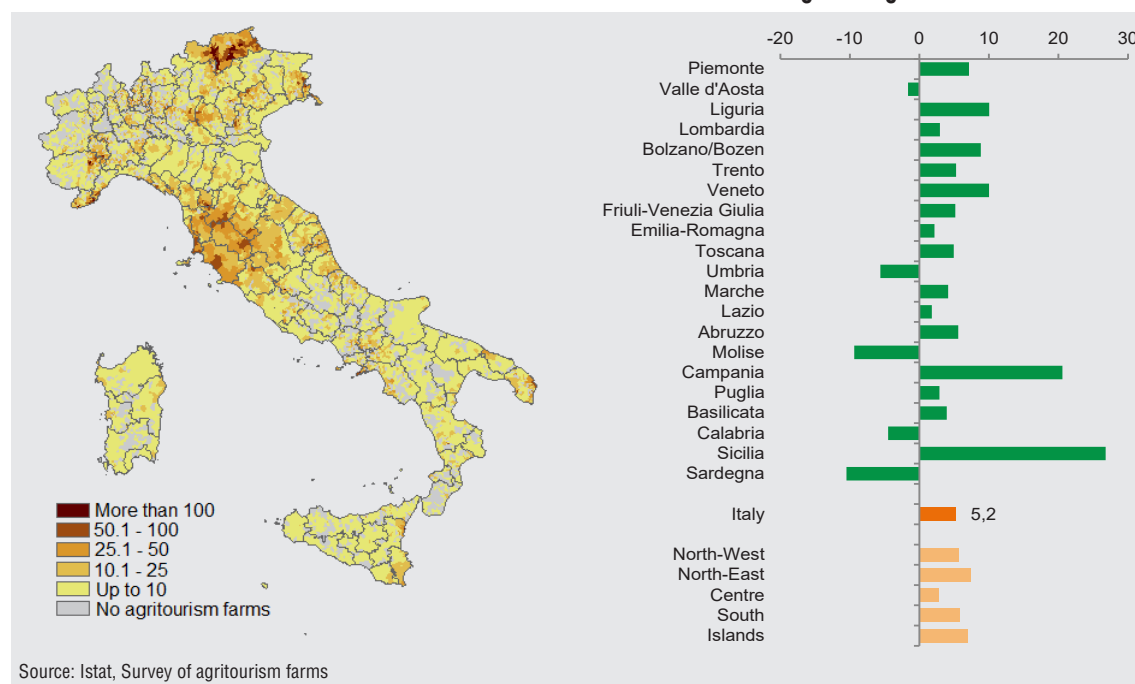 -20 -10 0 10 20 30
Piemonte
Valle d'Aosta
Liguria
Lombardia
Bolzano/Bozen
Trento
Veneto
Friuli-Venezia Giulia
Emilia-Romagna
Toscana
Umbria
Marche
Lazio
Abruzzo
Molise
Campania
Puglia
Basilicata
Calabria
Sicilia
Sardegna
Italy 5,2
North-West
North-East
Centre
South
Islands
More than 100
50.1 - 100
25.1 - 50
10.1 - 25
Up to 10
No agritourism farms
Source: Istat, Survey of agritourism farms